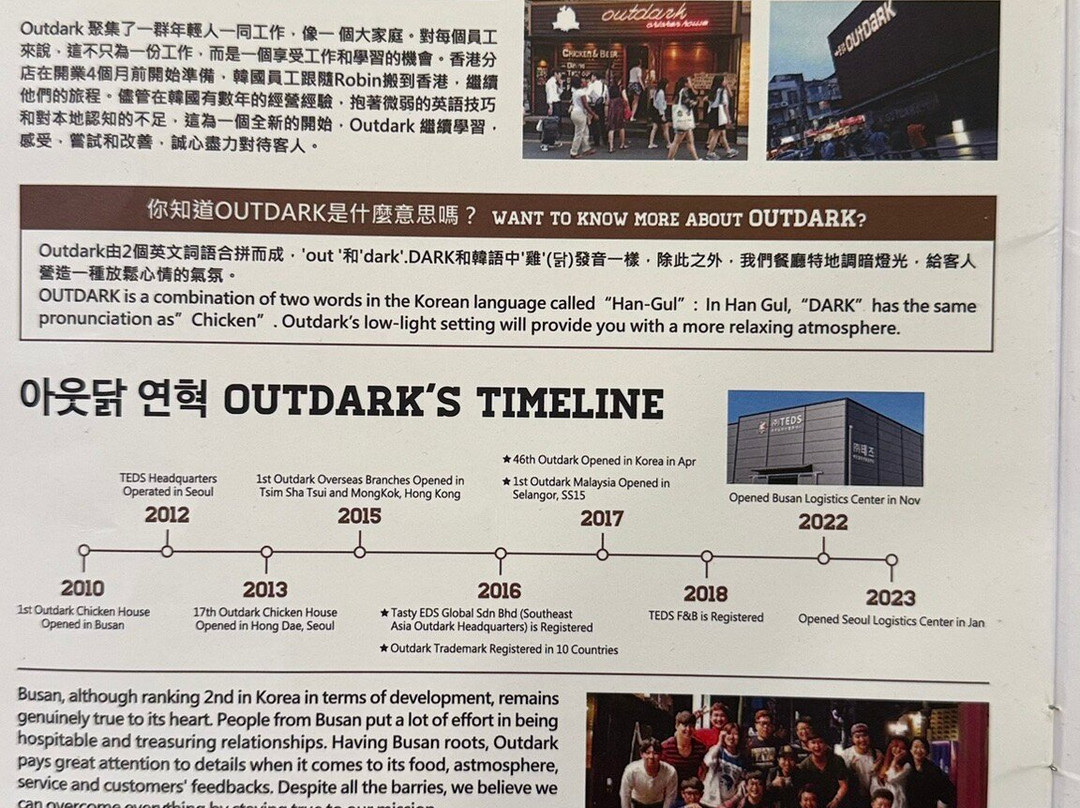 Outdark 聚集了一群年輕人一同工作，像一個大家庭。對每個員工
來說，這不只為一份工作，而是一個享受工作和學習的機會。香港分
店在開業4個月前開始準備，韓國員工跟隨Robin搬到香港，繼續
他們的旅程。儘管在韓國有數年的經營經驗，抱著微弱的英語技巧
和對本地認知的不足，這為一個全新的開始，Outdark 繼續學習，
感受、嘗試和改善，誠心盡力對待客人。
outdark
chicken house
CHICKEN & BEER
OUTDARK
你知道OUTDARK是什麼意思嗎？ WANT TO KNOW MORE ABOUT OUTDARK?
Outdark由2個英文詞語合拼而成，'out '和'dark'.DARK和韓語中'雞'(닭)發音一樣，除此之外，我們餐廳特地調暗燈光，給客人
營造一種放鬆心情的氣氛。
OUTDARK is a combination of two words in the Korean language called “Han-Gul” : In Han Gul, “DARK” has the same
pronunciation as” Chicken” . Outdark’s low-light setting will provide you with a more relaxing atmosphere.
아웃닭 연혁 OUTDARK’S TIMELINE
㈜TEDS
㈜테즈
TEDS Headquarters
Operated in Seoul
2012
1st Outdark Overseas Branches Opened in
Tsim Sha Tsui and MongKok, Hong Kong
2015
★46th Outdark Opened in Korea in Apr
★1st Outdark Malaysia Opened in
Selangor, SS15
2017
Opened Busan Logistics Center in Nov
2022
2010
1st Outdark Chicken House
Opened in Busan
2013
17th Outdark Chicken House
Opened in Hong Dae, Seoul
2016
★Tasty EDS Global Sdn Bhd (Southeast
Asia Outdark Headquarters) is Registered
★Outdark Trademark Registered in 10 Countries
2018
TEDS F&B is Registered
2023
Opened Seoul Logistics Center in Jan
Busan, although ranking 2nd in Korea in terms of development, remains
genuinely true to its heart. People from Busan put a lot of effort in being
hospitable and treasuring relationships. Having Busan roots, Outdark
pays great attention to details when it comes to its food, astmosphere,
service and customers' feedbacks. Despite all the barriers, we believe we
can overcome everything by staying true to our mission.